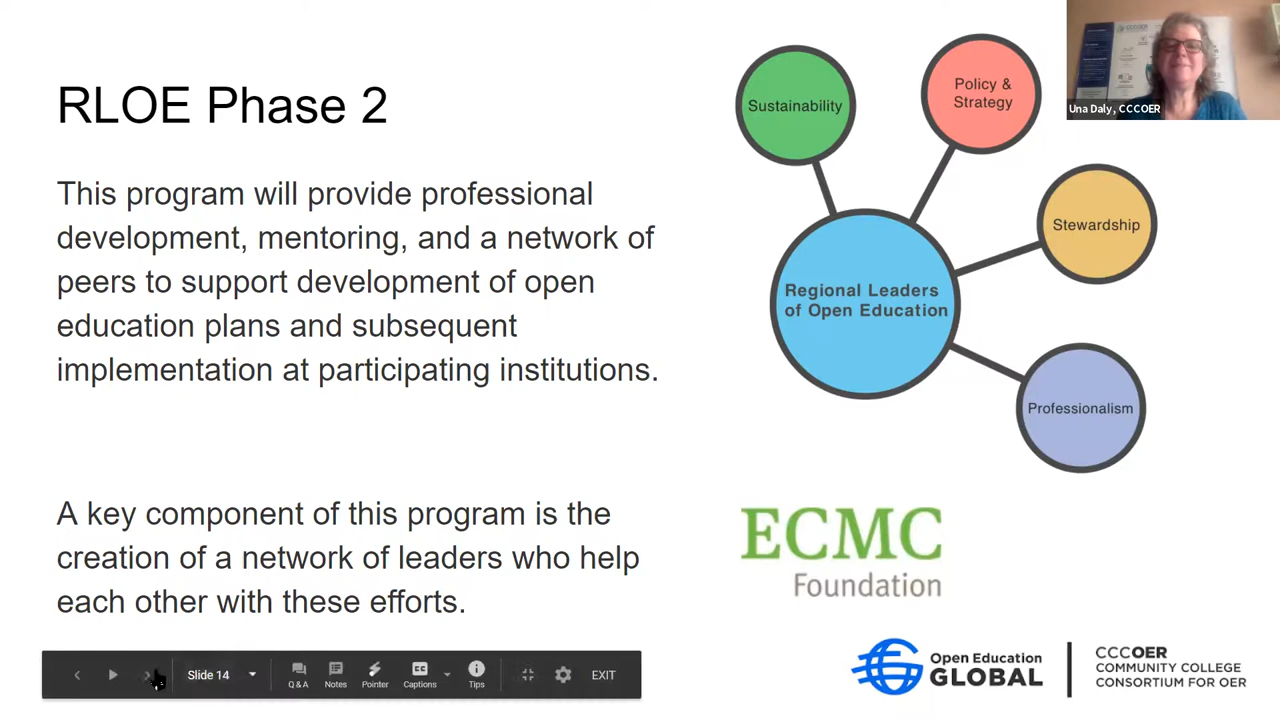 RLOE Phase 2
This program will provide professional
development, mentoring, and a network of
peers to support development of open
education plans and subsequent
implementation at participating institutions.
A key component of this program is the
creation of a network of leaders who help
each other with these efforts.
Sustainability
Policy &
Strategy
Stewardship
Regional Leaders
of Open Education
Professionalism
ECMC
Foundation
Open Education
GLOBAL
CCCOER
COMMUNITY COLLEGE
CONSORTIUM FOR OER
Una Daly, CCCOER
Slide 14
Q & A
Notes
Pointer
CC
Captions
Tips
EXIT